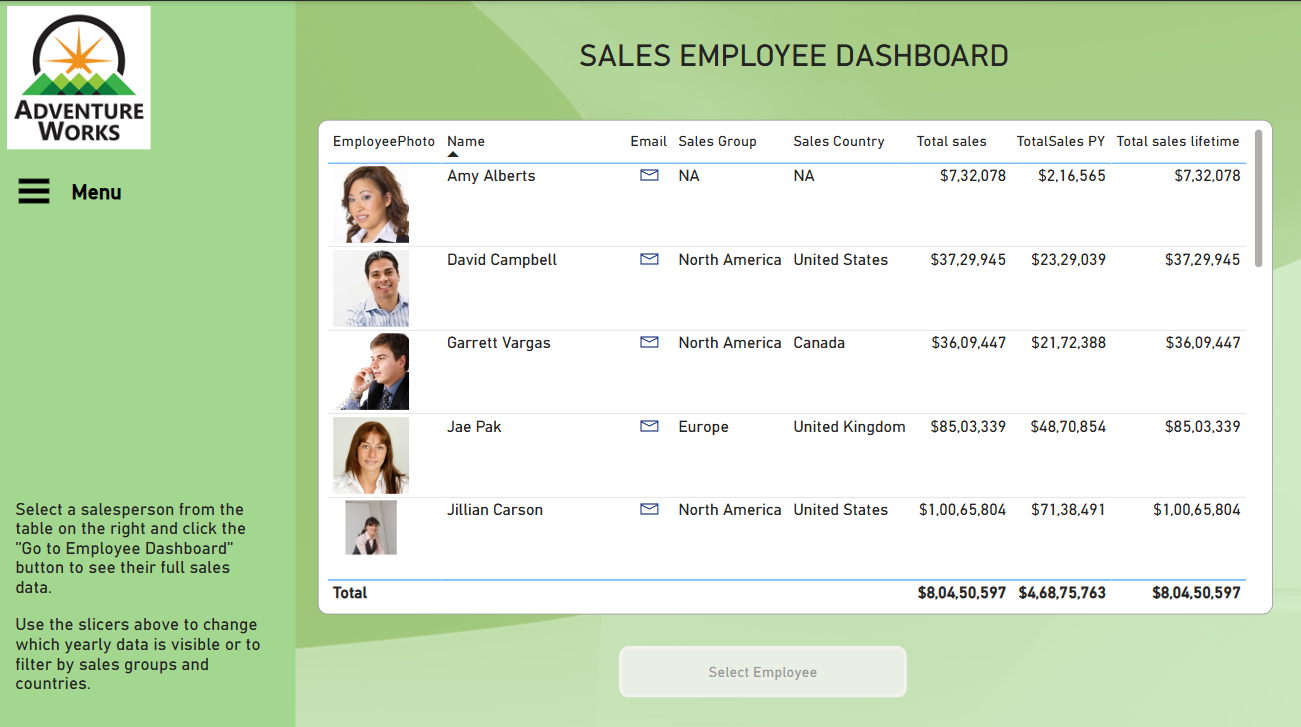 ADVENTURE
WORKS
Menu
SALES EMPLOYEE DASHBOARD
EmployeePhoto Name Email Sales Group Sales Country Total sales TotalSales PY Total sales lifetime
Amy Alberts NA NA $7,32,078 $2,16,565 $7,32,078
David Campbell North America United States $37,29,945 $23,29,039 $37,29,945
Garrett Vargas North America Canada $36,09,447 $21,72,388 $36,09,447
Jae Pak Europe United Kingdom $85,03,339 $48,70,854 $85,03,339
Jillian Carson North America United States $1,00,65,804 $71,38,491 $1,00,65,804
Total $8,04,50,597 $4,68,75,763 $8,04,50,597
Select a salesperson from the
table on the right and click the
"Go to Employee Dashboard"
button to see their full sales
data.
Use the slicers above to change
which yearly data is visible or to
filter by sales groups and
countries.
Select Employee